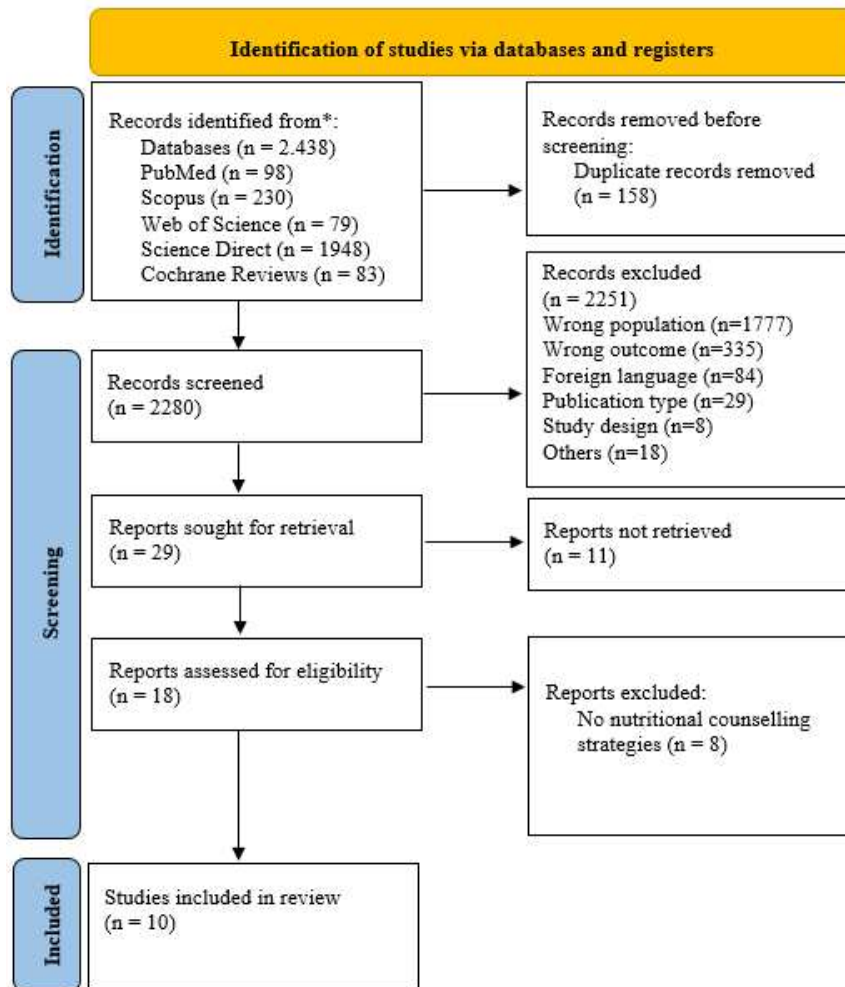 Identification of studies via databases and registers
Identification
Records identified from*:
Databases (n = 2.438)
PubMed (n = 98)
Scopus (n = 230)
Web of Science (n = 79)
Science Direct (n = 1948)
Cochrane Reviews (n = 83)
Records removed before
screening:
Duplicate records removed
(n = 158)
Screening
Records screened
(n = 2280)
Records excluded
(n = 2251)
Wrong population (n=1777)
Wrong outcome (n=335)
Foreign language (n=84)
Publication type (n=29)
Study design (n=8)
Others (n=18)
Reports sought for retrieval
(n = 29)
Reports not retrieved
(n = 11)
Reports assessed for eligibility
(n = 18)
Reports excluded:
No nutritional counselling
strategies (n = 8)
Included
Studies included in review
(n = 10)